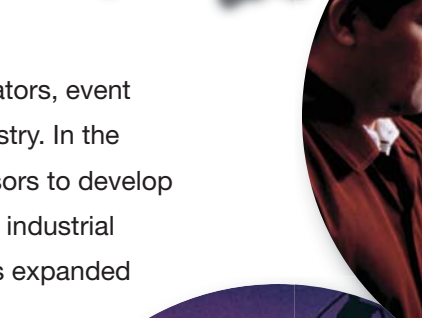 ators, event
stry. In the
sors to develop
industrial
s expanded